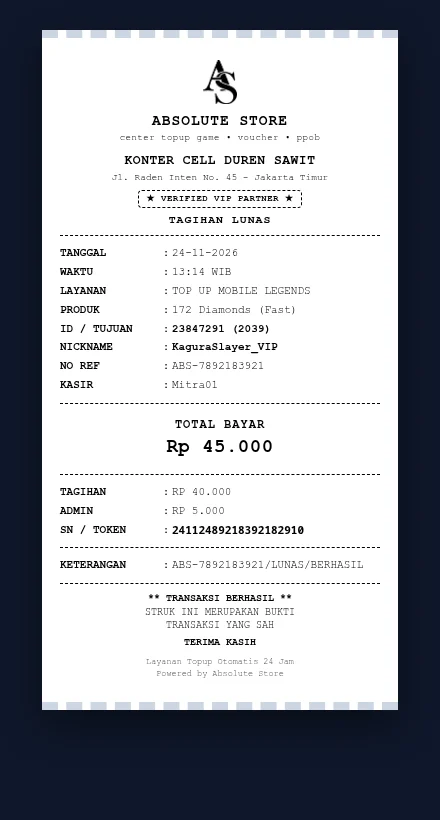 AS
ABSOLUTE STORE
center topup game • voucher • ppob
KONTER CELL DUREN SAWIT
Jl. Raden Inten No. 45 - Jakarta Timur
★ VERIFIED VIP PARTNER ★
TAGIHAN LUNAS
TANGGAL : 24-11-2026
WAKTU : 13:14 WIB
LAYANAN : TOP UP MOBILE LEGENDS
PRODUK : 172 Diamonds (Fast)
ID / TUJUAN : 23847291 (2039)
NICKNAME : KaguraSlayer_VIP
NO REF : ABS-7892183921
KASIR : Mitra01
TOTAL BAYAR
Rp 45.000
TAGIHAN : RP 40.000
ADMIN : RP 5.000
SN / TOKEN : 24112489218392182910
KETERANGAN : ABS-7892183921/LUNAS/BERHASIL
** TRANSAKSI BERHASIL **
STRUK INI MERUPAKAN BUKTI
TRANSAKSI YANG SAH
TERIMA KASIH
Layanan Topup Otomatis 24 Jam
Powered by Absolute Store